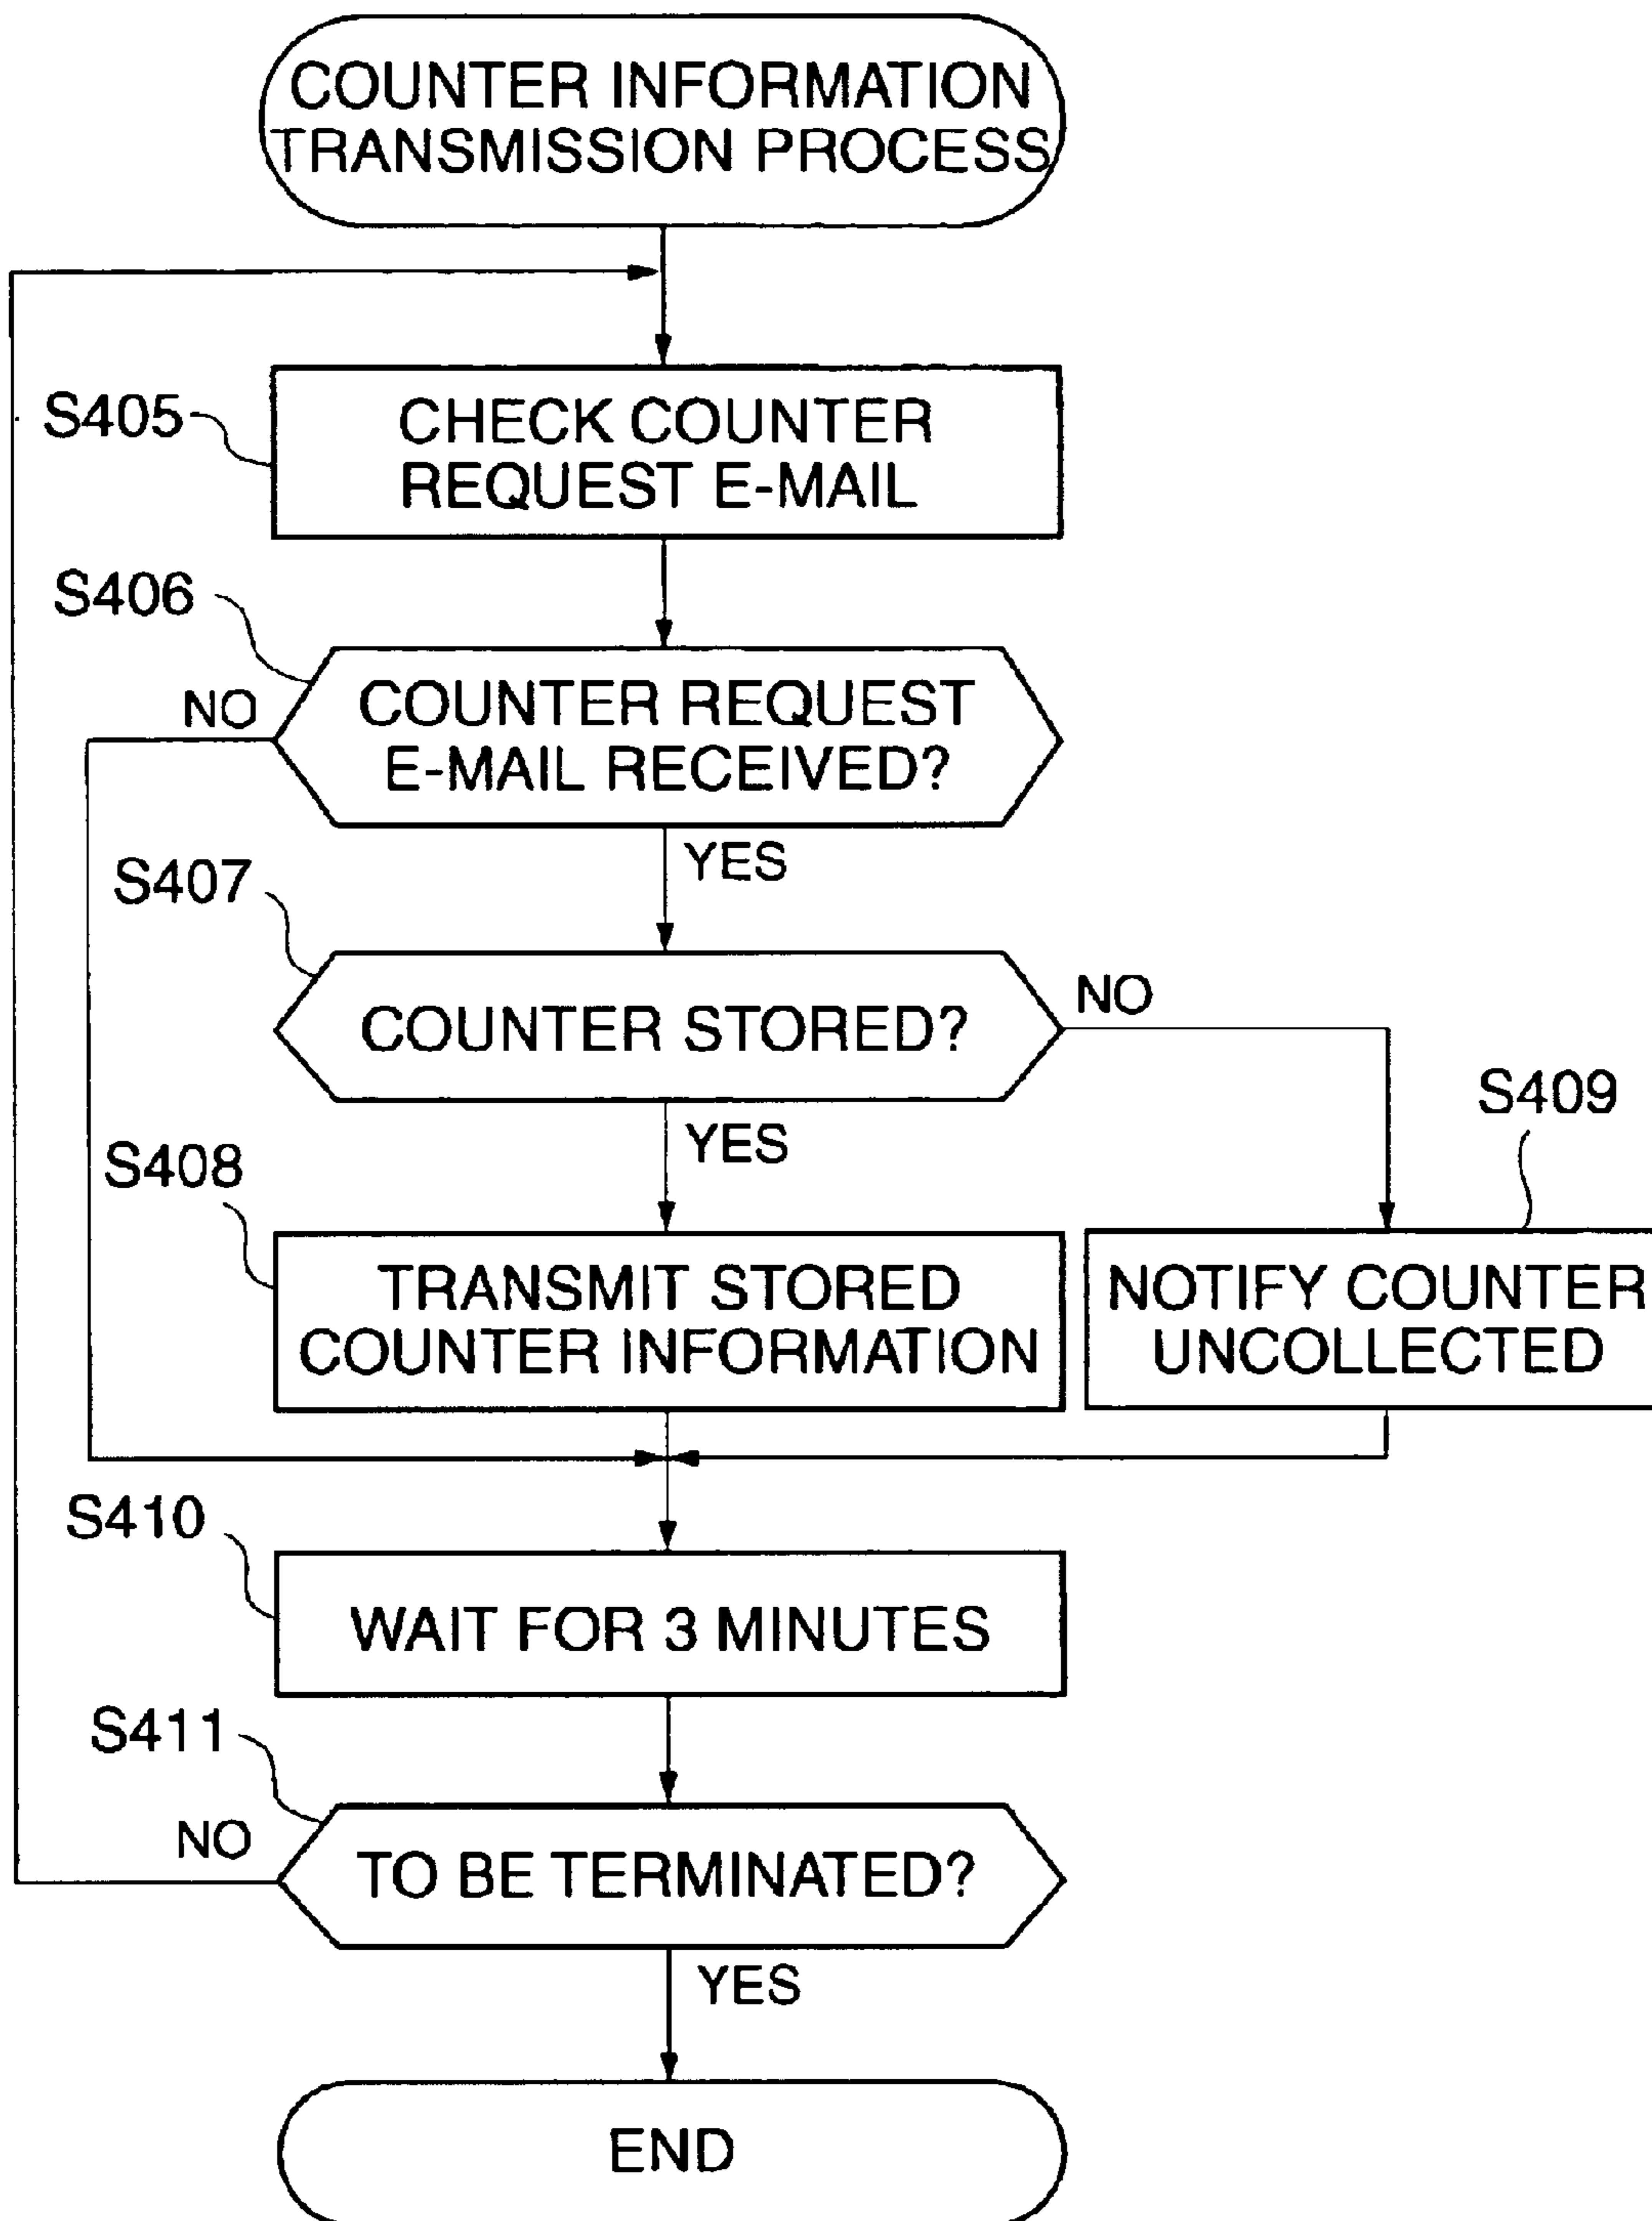 COUNTER INFORMATION
TRANSMISSION PROCESS
S405
CHECK COUNTER
REQUEST E-MAIL
S406
NO
COUNTER REQUEST
E-MAIL RECEIVED?
YES
S407
COUNTER STORED?
NO
YES
S408
S409
TRANSMIT STORED
COUNTER INFORMATION
NOTIFY COUNTER
UNCOLLECTED
S410
WAIT FOR 3 MINUTES
S411
NO
TO BE TERMINATED?
YES
END